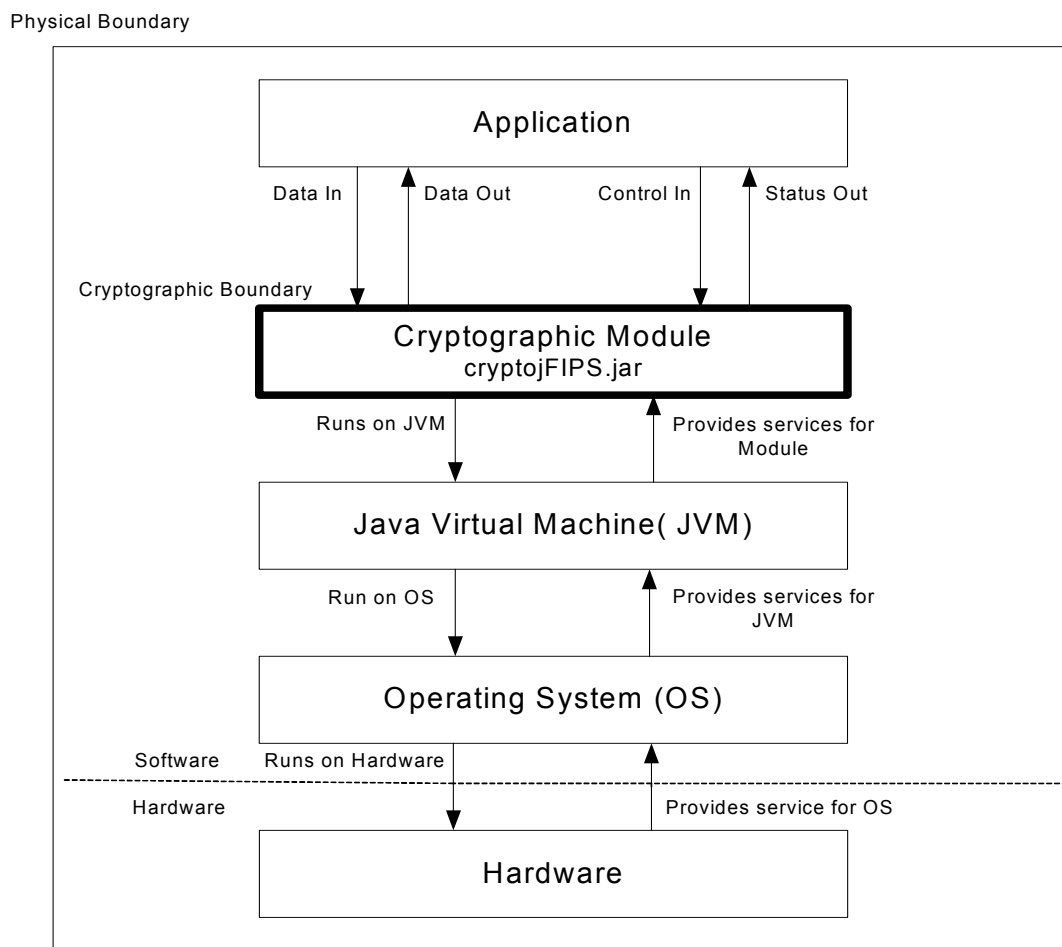 Physical Boundary
Application
Data In
Data Out
Control In
Status Out
Cryptographic Boundary
Cryptographic Module
cryptojFIPS.jar
Runs on JVM
Provides services for
Module
Java Virtual Machine( JVM)
Run on OS
Provides services for
JVM
Operating System (OS)
Software
Runs on Hardware
Hardware
Provides service for OS
Hardware